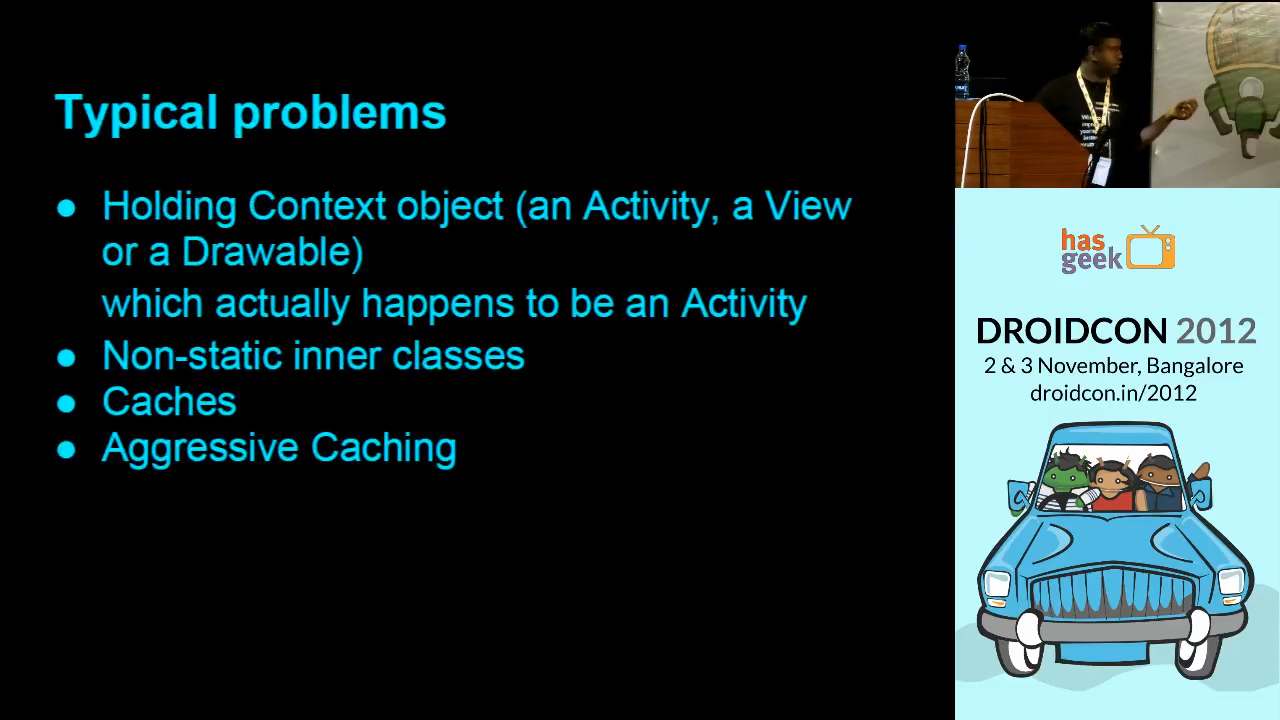 Typical problems
● Holding Context object (an Activity, a View
or a Drawable)
which actually happens to be an Activity
● Non-static inner classes
● Caches
● Aggressive Caching
has
geek
DROIDCON 2012
2 & 3 November, Bangalore
droidcon.in/2012